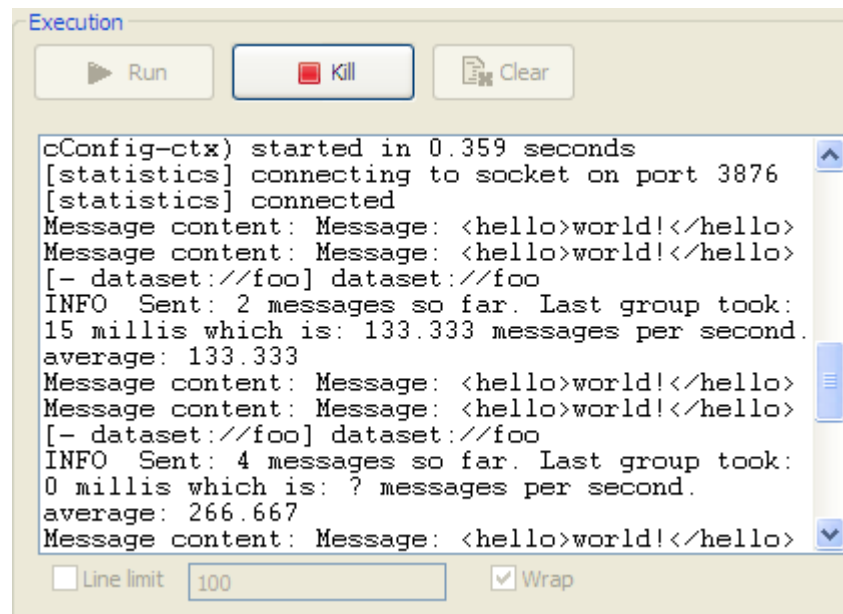 Execution
Run Kill Clear
cConfig-ctx) started in 0.359 seconds
[statistics] connecting to socket on port 3876
[statistics] connected
Message content: Message: <hello>world!</hello>
Message content: Message: <hello>world!</hello>
[- dataset://foo] dataset://foo
INFO  Sent: 2 messages so far. Last group took:
15 millis which is: 133.333 messages per second.
average: 133.333
Message content: Message: <hello>world!</hello>
Message content: Message: <hello>world!</hello>
[- dataset://foo] dataset://foo
INFO  Sent: 4 messages so far. Last group took:
0 millis which is: ? messages per second.
average: 266.667
Message content: Message: <hello>world!</hello>
Line limit 100 Wrap